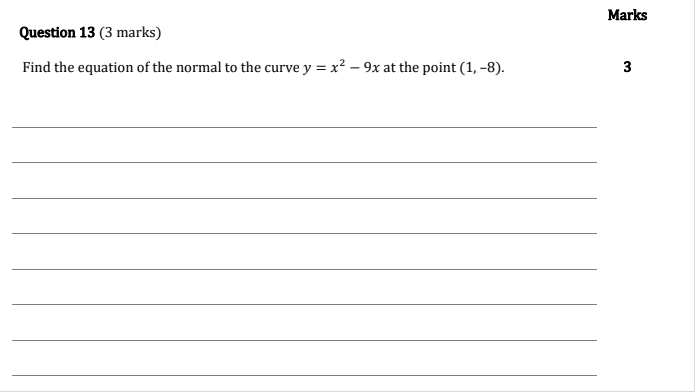 Marks
Question 13 (3 marks)
Find the equation of the normal to the curve y = x² − 9x at the point (1, –8). 3